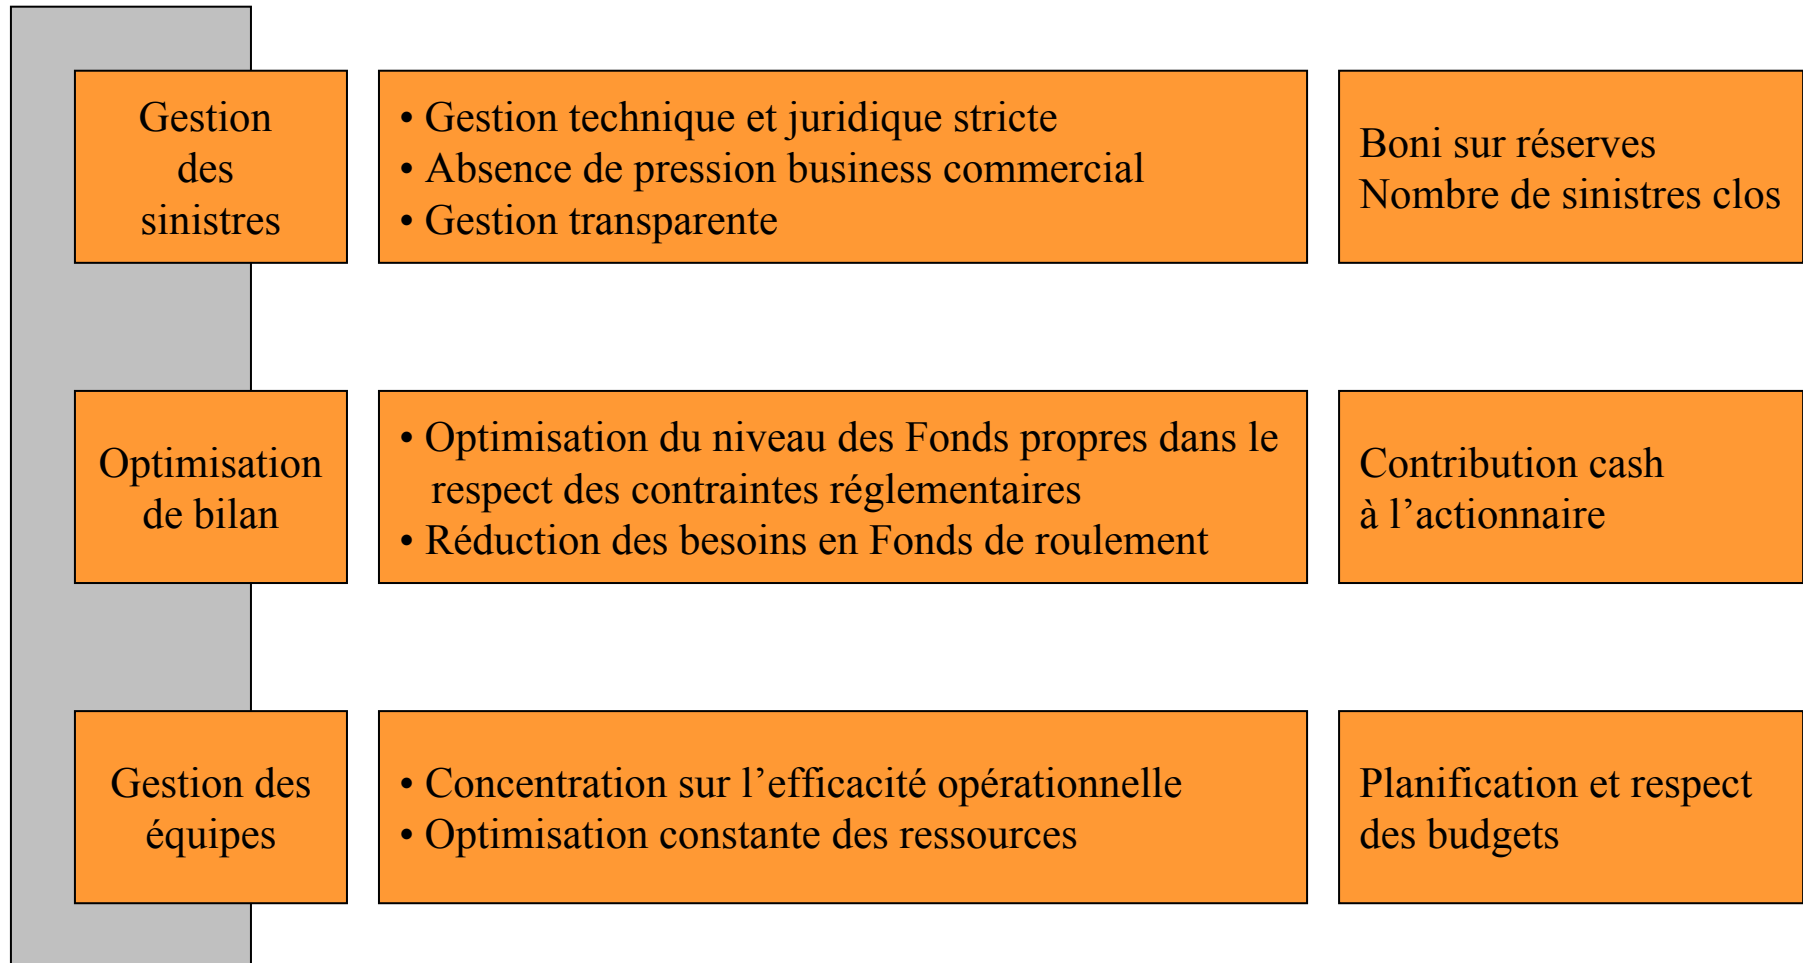 Gestion
des
sinistres
• Gestion technique et juridique stricte
• Absence de pression business commercial
• Gestion transparente
Boni sur réserves
Nombre de sinistres clos
Optimisation
de bilan
• Optimisation du niveau des Fonds propres dans le
respect des contraintes réglementaires
• Réduction des besoins en Fonds de roulement
Contribution cash
à l’actionnaire
Gestion des
équipes
• Concentration sur l’efficacité opérationnelle
• Optimisation constante des ressources
Planification et respect
des budgets